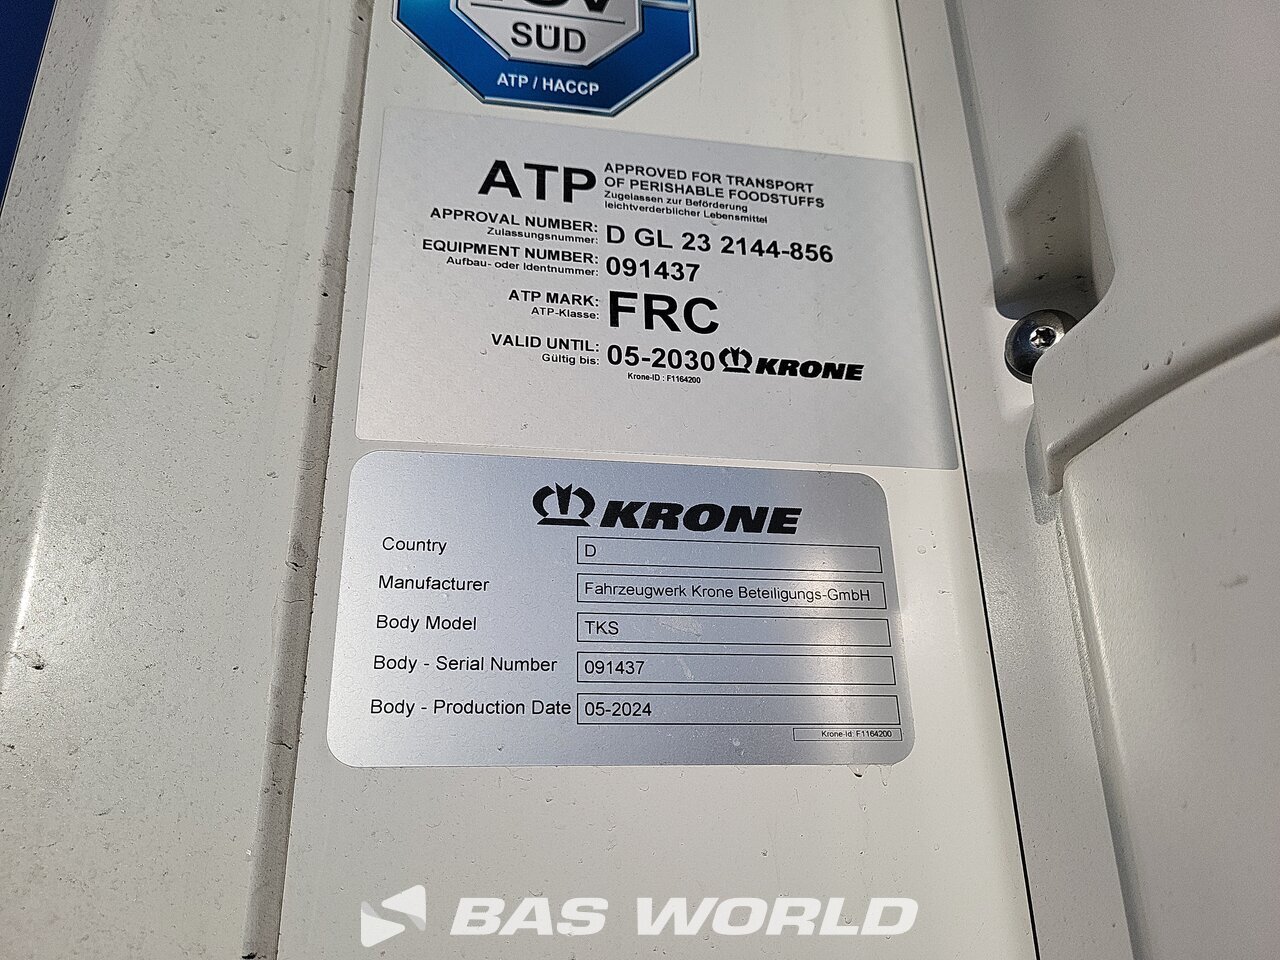 SÜD
ATP / HACCP
ATP APPROVED FOR TRANSPORT
OF PERISHABLE FOODSTUFFS
Zugelassen zur Beförderung
leichtverderblicher Lebensmittel
APPROVAL NUMBER: D GL 23 2144-856
Zulassungsnummer:
EQUIPMENT NUMBER: 091437
Aufbau- oder Identnummer:
ATP MARK: FRC
ATP-Klasse:
VALID UNTIL: 05-2030 KRONE
Gültig bis:
Krone-ID : F1164200
KRONE
Country D
Manufacturer Fahrzeugwerk Krone Beteiligungs-GmbH
Body Model TKS
Body - Serial Number 091437
Body - Production Date 05-2024
Krone-Id: F1164200
BAS WORLD